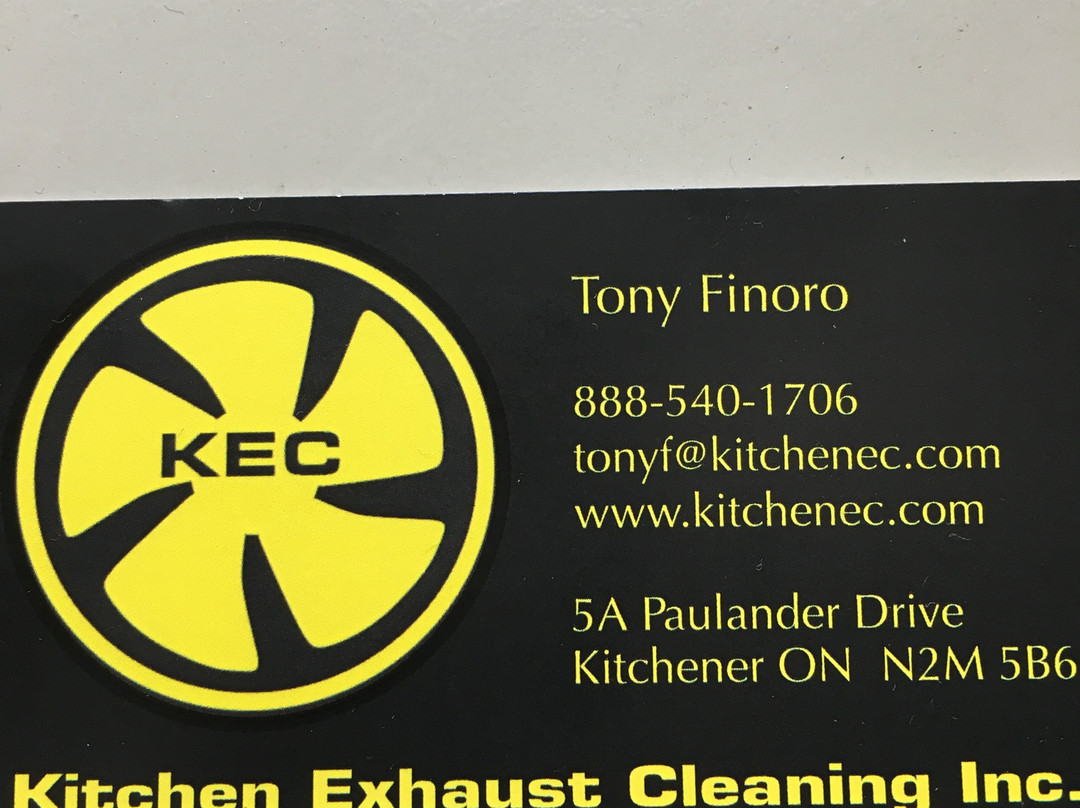 KEC
Tony Finoro
888-540-1706
tonyf@kitchenec.com
www.kitchenec.com
5A Paulander Drive
Kitchener ON  N2M 5B6
Kitchen Exhaust Cleaning Inc.